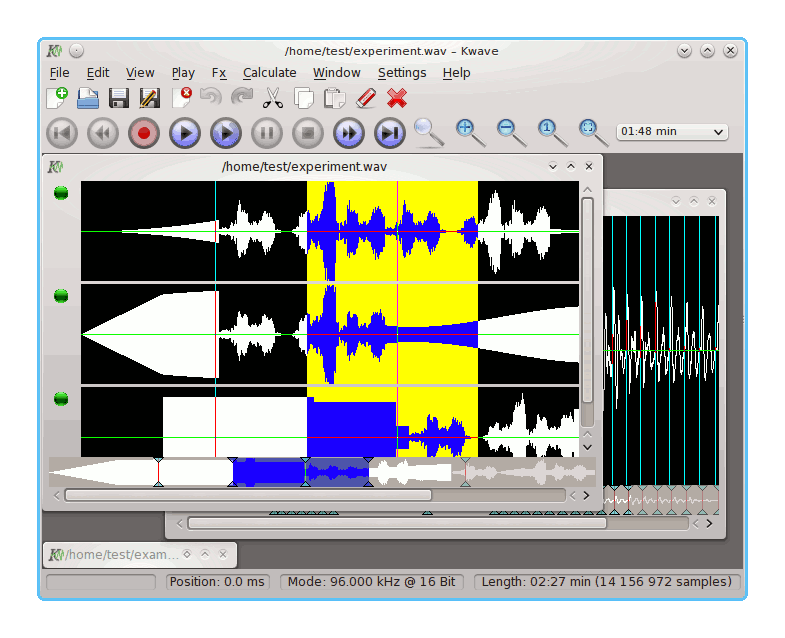 /home/test/experiment.wav – Kwave
File Edit View Play Fx Calculate Window Settings Help
1
01:48 min
/home/test/experiment.wav
/home/test/exam...
Position: 0.0 ms Mode: 96.000 kHz @ 16 Bit Length: 02:27 min (14 156 972 samples)